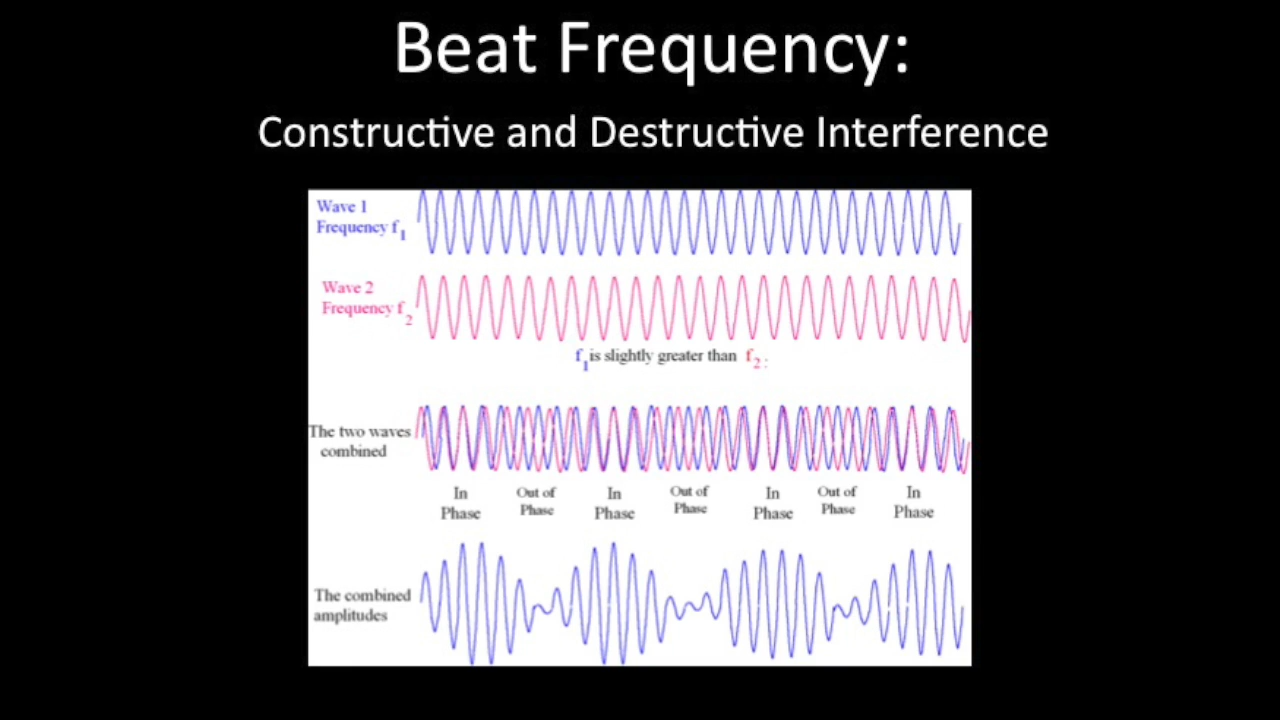 Beat Frequency:
Constructive and Destructive Interference
Wave 1
Frequency f1
Wave 2
Frequency f2
f1 is slightly greater than f2 :
The two waves
combined
In Phase
Out of Phase
In Phase
Out of Phase
In Phase
Out of Phase
In Phase
The combined
amplitudes